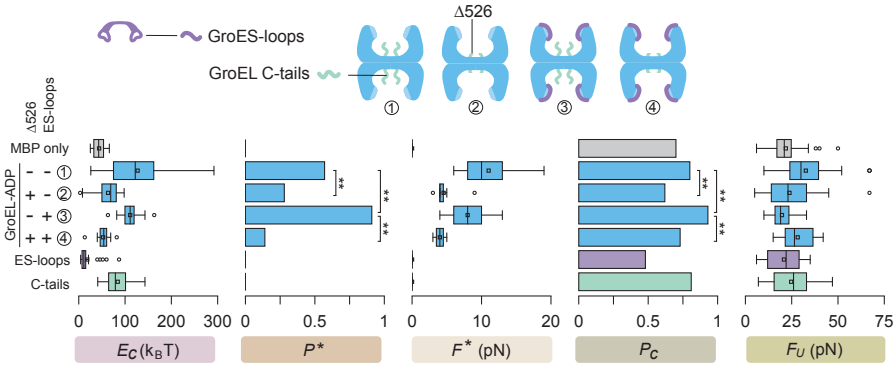 Δ526
GroES-loops
GroEL C-tails
① ② ③ ④
Δ526
ES-loops
MBP only
GroEL-ADP
- - ①
+ - ②
- + ③
+ + ④
ES-loops
C-tails
** ** **
** ** **
0 100 200 300
0 0.5 1
0 10 20
0 0.5 1
0 25 50 75
E_C (k_BT)
P*
F* (pN)
P_C
F_U (pN)